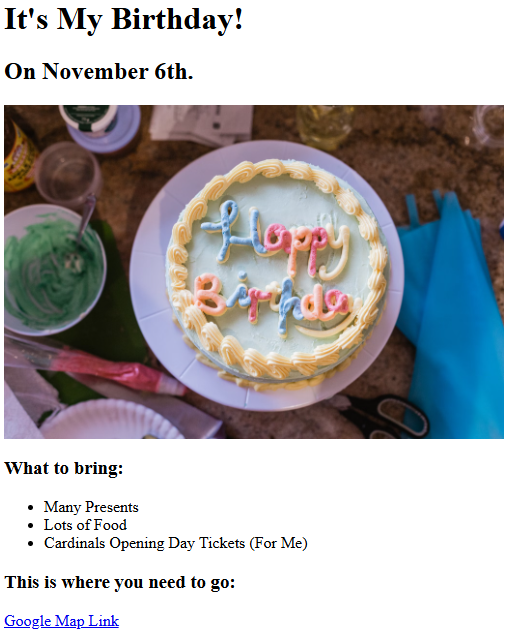 It's My Birthday!
On November 6th.
Happy
Birthday
What to bring:
Many Presents
Lots of Food
Cardinals Opening Day Tickets (For Me)
This is where you need to go:
Google Map Link